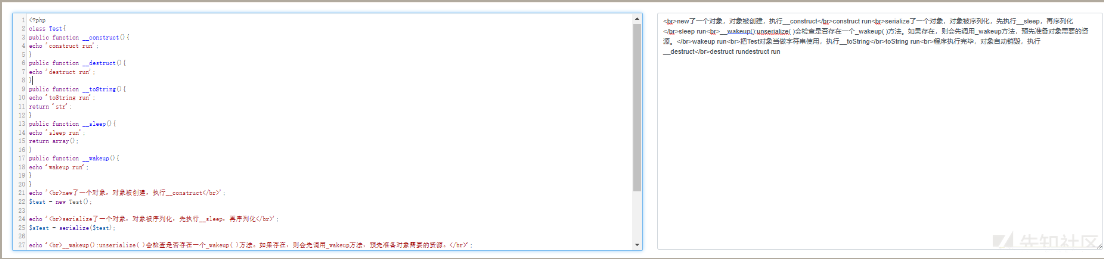 1 <?php
2 class Test{
3 public function __construct(){
4 echo 'construct run';
5 }
6 public function __destruct(){
7 echo 'destruct run';
8 }
9 public function __toString(){
10 echo 'toString run';
11 return 'str';
12 }
13 public function __sleep(){
14 echo 'sleep run';
15 return array();
16 }
17 public function __wakeup(){
18 echo 'wakeup run';
19 }
20 }
21 echo '<br>new了一个对象，对象被创建，执行__construct</br>';
22 $test = new Test();
23
24 echo '<br>serialize了一个对象，对象被序列化，先执行__sleep，再序列化</br>';
25 $sTest = serialize($test);
26
27 echo '<br>__wakeup():unserialize( )会检查是否存在一个_wakeup( )方法。如果存在，则会先调用_wakeup方法，预先准备对象需要的资源。</br>';
<br>new了一个对象，对象被创建，执行__construct</br>construct run<br>serialize了一个对象，对象被序列化，先执行__sleep，再序列化
</br>sleep run<br>__wakeup():unserialize( )会检查是否存在一个_wakeup( )方法。如果存在，则会先调用_wakeup方法，预先准备对象需要的资
源。</br>wakeup run<br>把Test对象当做字符串使用，执行__toString</br>toString run<br>程序执行完毕，对象自动销毁，执行
__destruct</br>destruct rundestruct run
先知社区